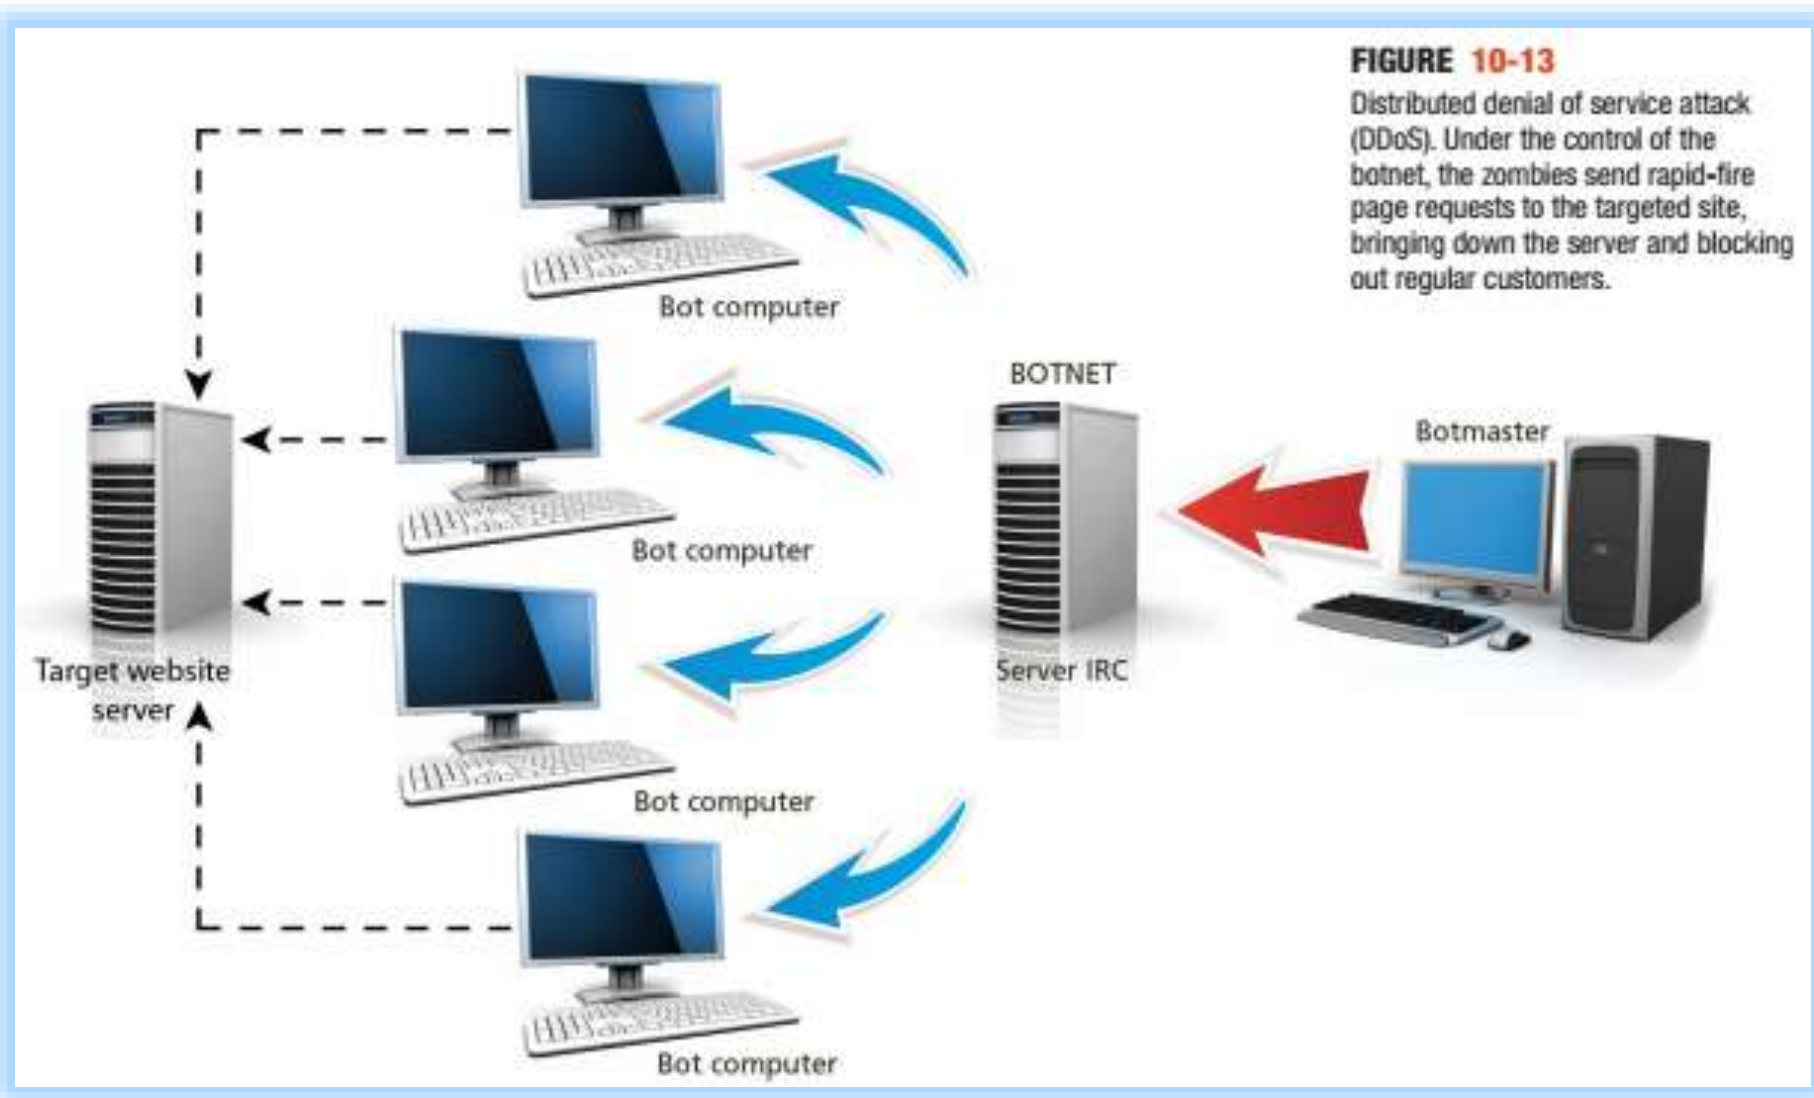 FIGURE 10-13
Distributed denial of service attack
(DDoS). Under the control of the
botnet, the zombies send rapid-fire
page requests to the targeted site,
bringing down the server and blocking
out regular customers.
Bot computer
BOTNET
Botmaster
Bot computer
Target website
server
Server IRC
Bot computer
Bot computer